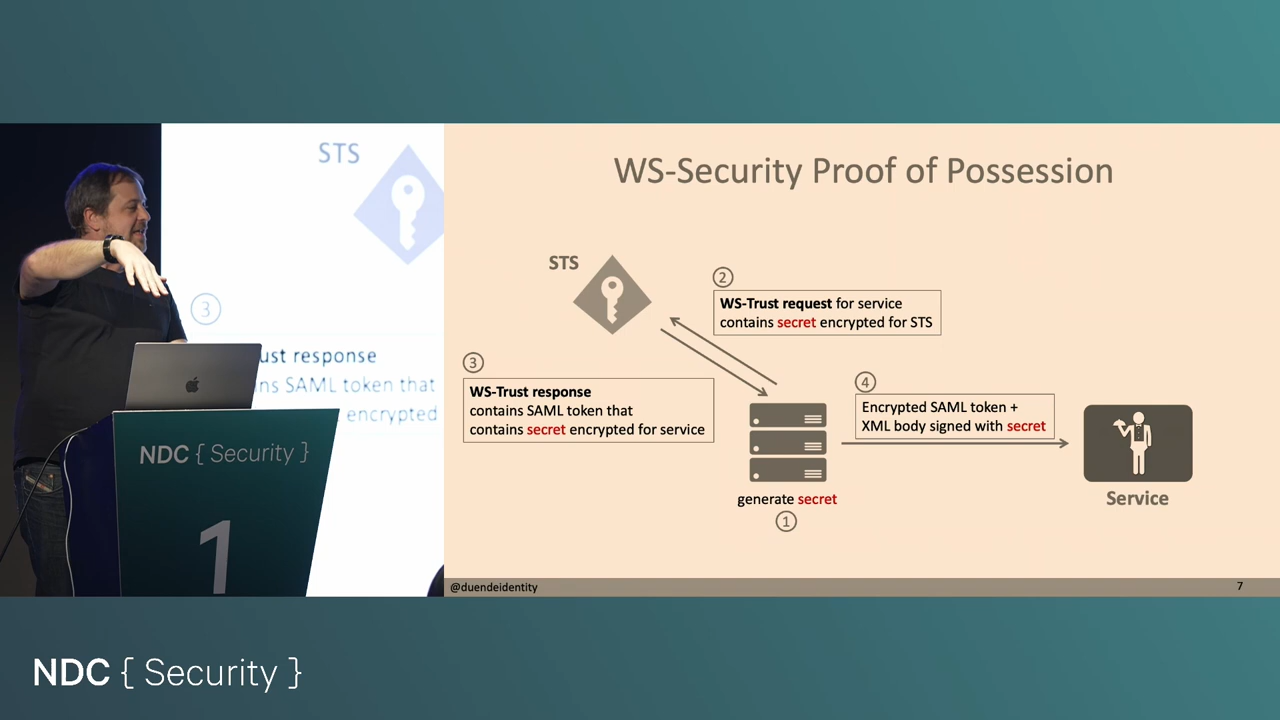 STS
3
ust response
ns SAML token that
encrypted
NDC { Security }
1
WS-Security Proof of Possession
STS
2
WS-Trust request for service
contains secret encrypted for STS
3
WS-Trust response
contains SAML token that
contains secret encrypted for service
4
Encrypted SAML token +
XML body signed with secret
generate secret
1
Service
@duendeidentity
7
NDC { Security }